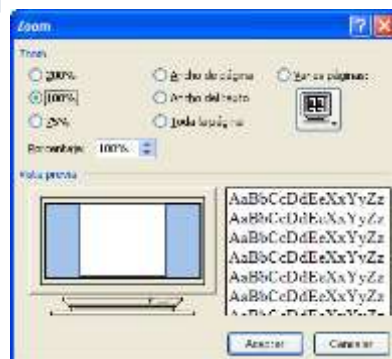 Zoom
Zoom
200%
Ancho de página
Varias páginas:
100%
Ancho del texto
75%
Toda la página
Porcentaje: 100%
Vista previa
AaBbCcDdEeXxYyZz
AaBbCcDdEeXxYyZz
AaBbCcDdEeXxYyZz
AaBbCcDdEeXxYyZz
AaBbCcDdEeXxYyZz
AaBbCcDdEeXxYyZz
AaBbCcDdEeXxYyZz
Aceptar
Cancelar